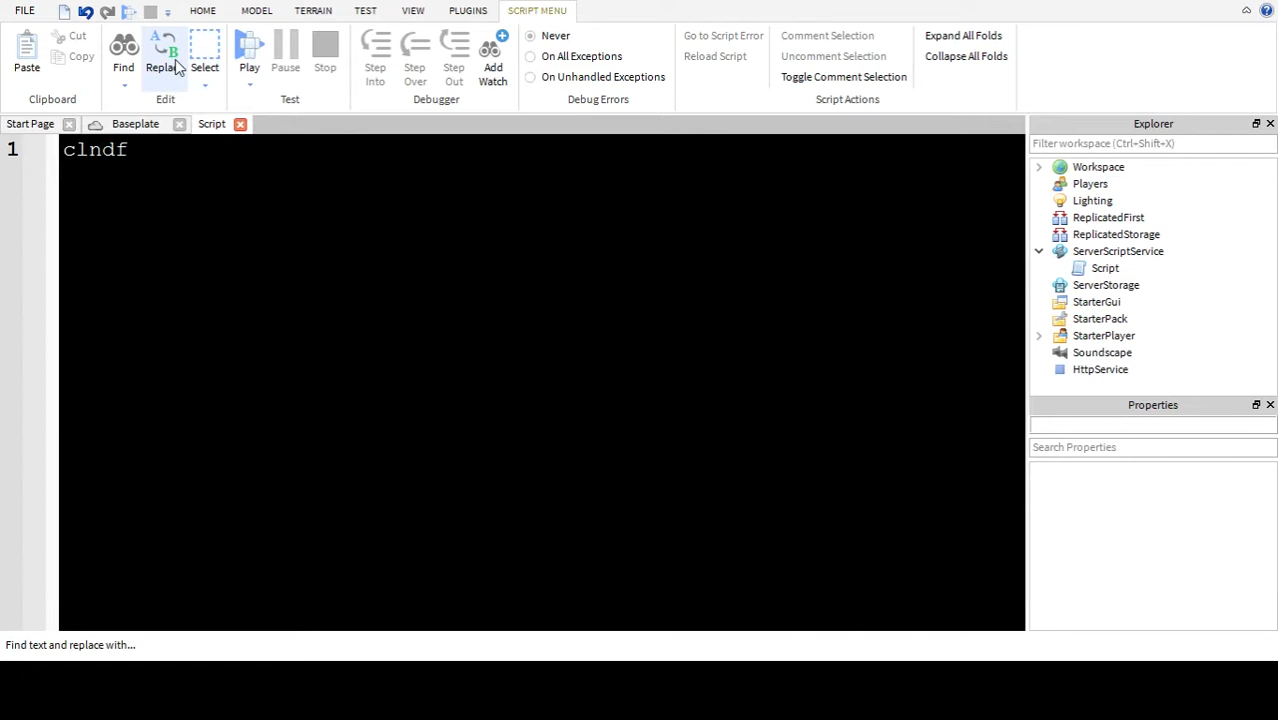 FILE HOME MODEL TERRAIN TEST VIEW PLUGINS SCRIPT MENU
Paste Cut Copy Clipboard
Find Replace Select Edit
Play Pause Stop Test
Step Into Step Over Step Out Add Watch Debugger
Never
On All Exceptions
On Unhandled Exceptions
Debug Errors
Go to Script Error
Reload Script
Comment Selection
Uncomment Selection
Toggle Comment Selection
Script Actions
Expand All Folds
Collapse All Folds
Start Page Baseplate Script
1 clndf
Explorer
Filter workspace (Ctrl+Shift+X)
Workspace
Players
Lighting
ReplicatedFirst
ReplicatedStorage
ServerScriptService
Script
ServerStorage
StarterGui
StarterPack
StarterPlayer
Soundscape
HttpService
Properties
Search Properties
Find text and replace with...